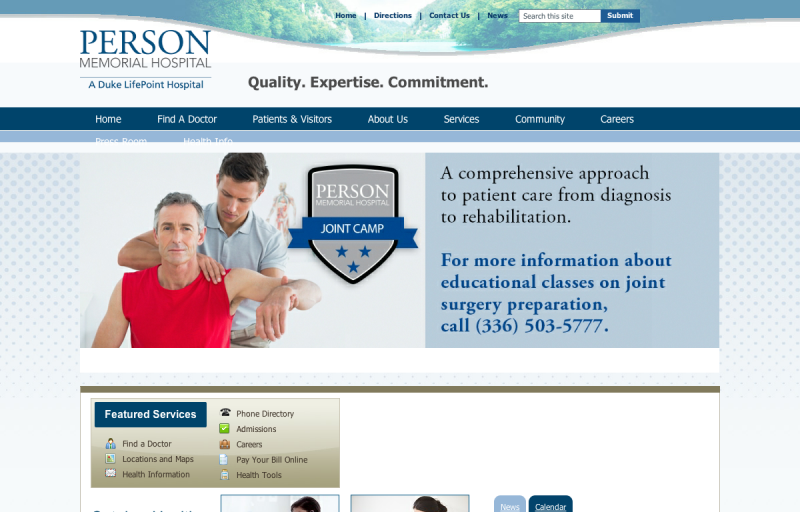 Home | Directions | Contact Us | News Search this site Submit
PERSON
MEMORIAL HOSPITAL
A Duke LifePoint Hospital
Quality. Expertise. Commitment.
Home Find A Doctor Patients & Visitors About Us Services Community Careers
Press Room Health Info
PERSON
MEMORIAL HOSPITAL
JOINT CAMP
A comprehensive approach
to patient care from diagnosis
to rehabilitation.
For more information about
educational classes on joint
surgery preparation,
call (336) 503-5777.
Featured Services
Find a Doctor
Locations and Maps
Health Information
Phone Directory
Admissions
Careers
Pay Your Bill Online
Health Tools
News Calendar